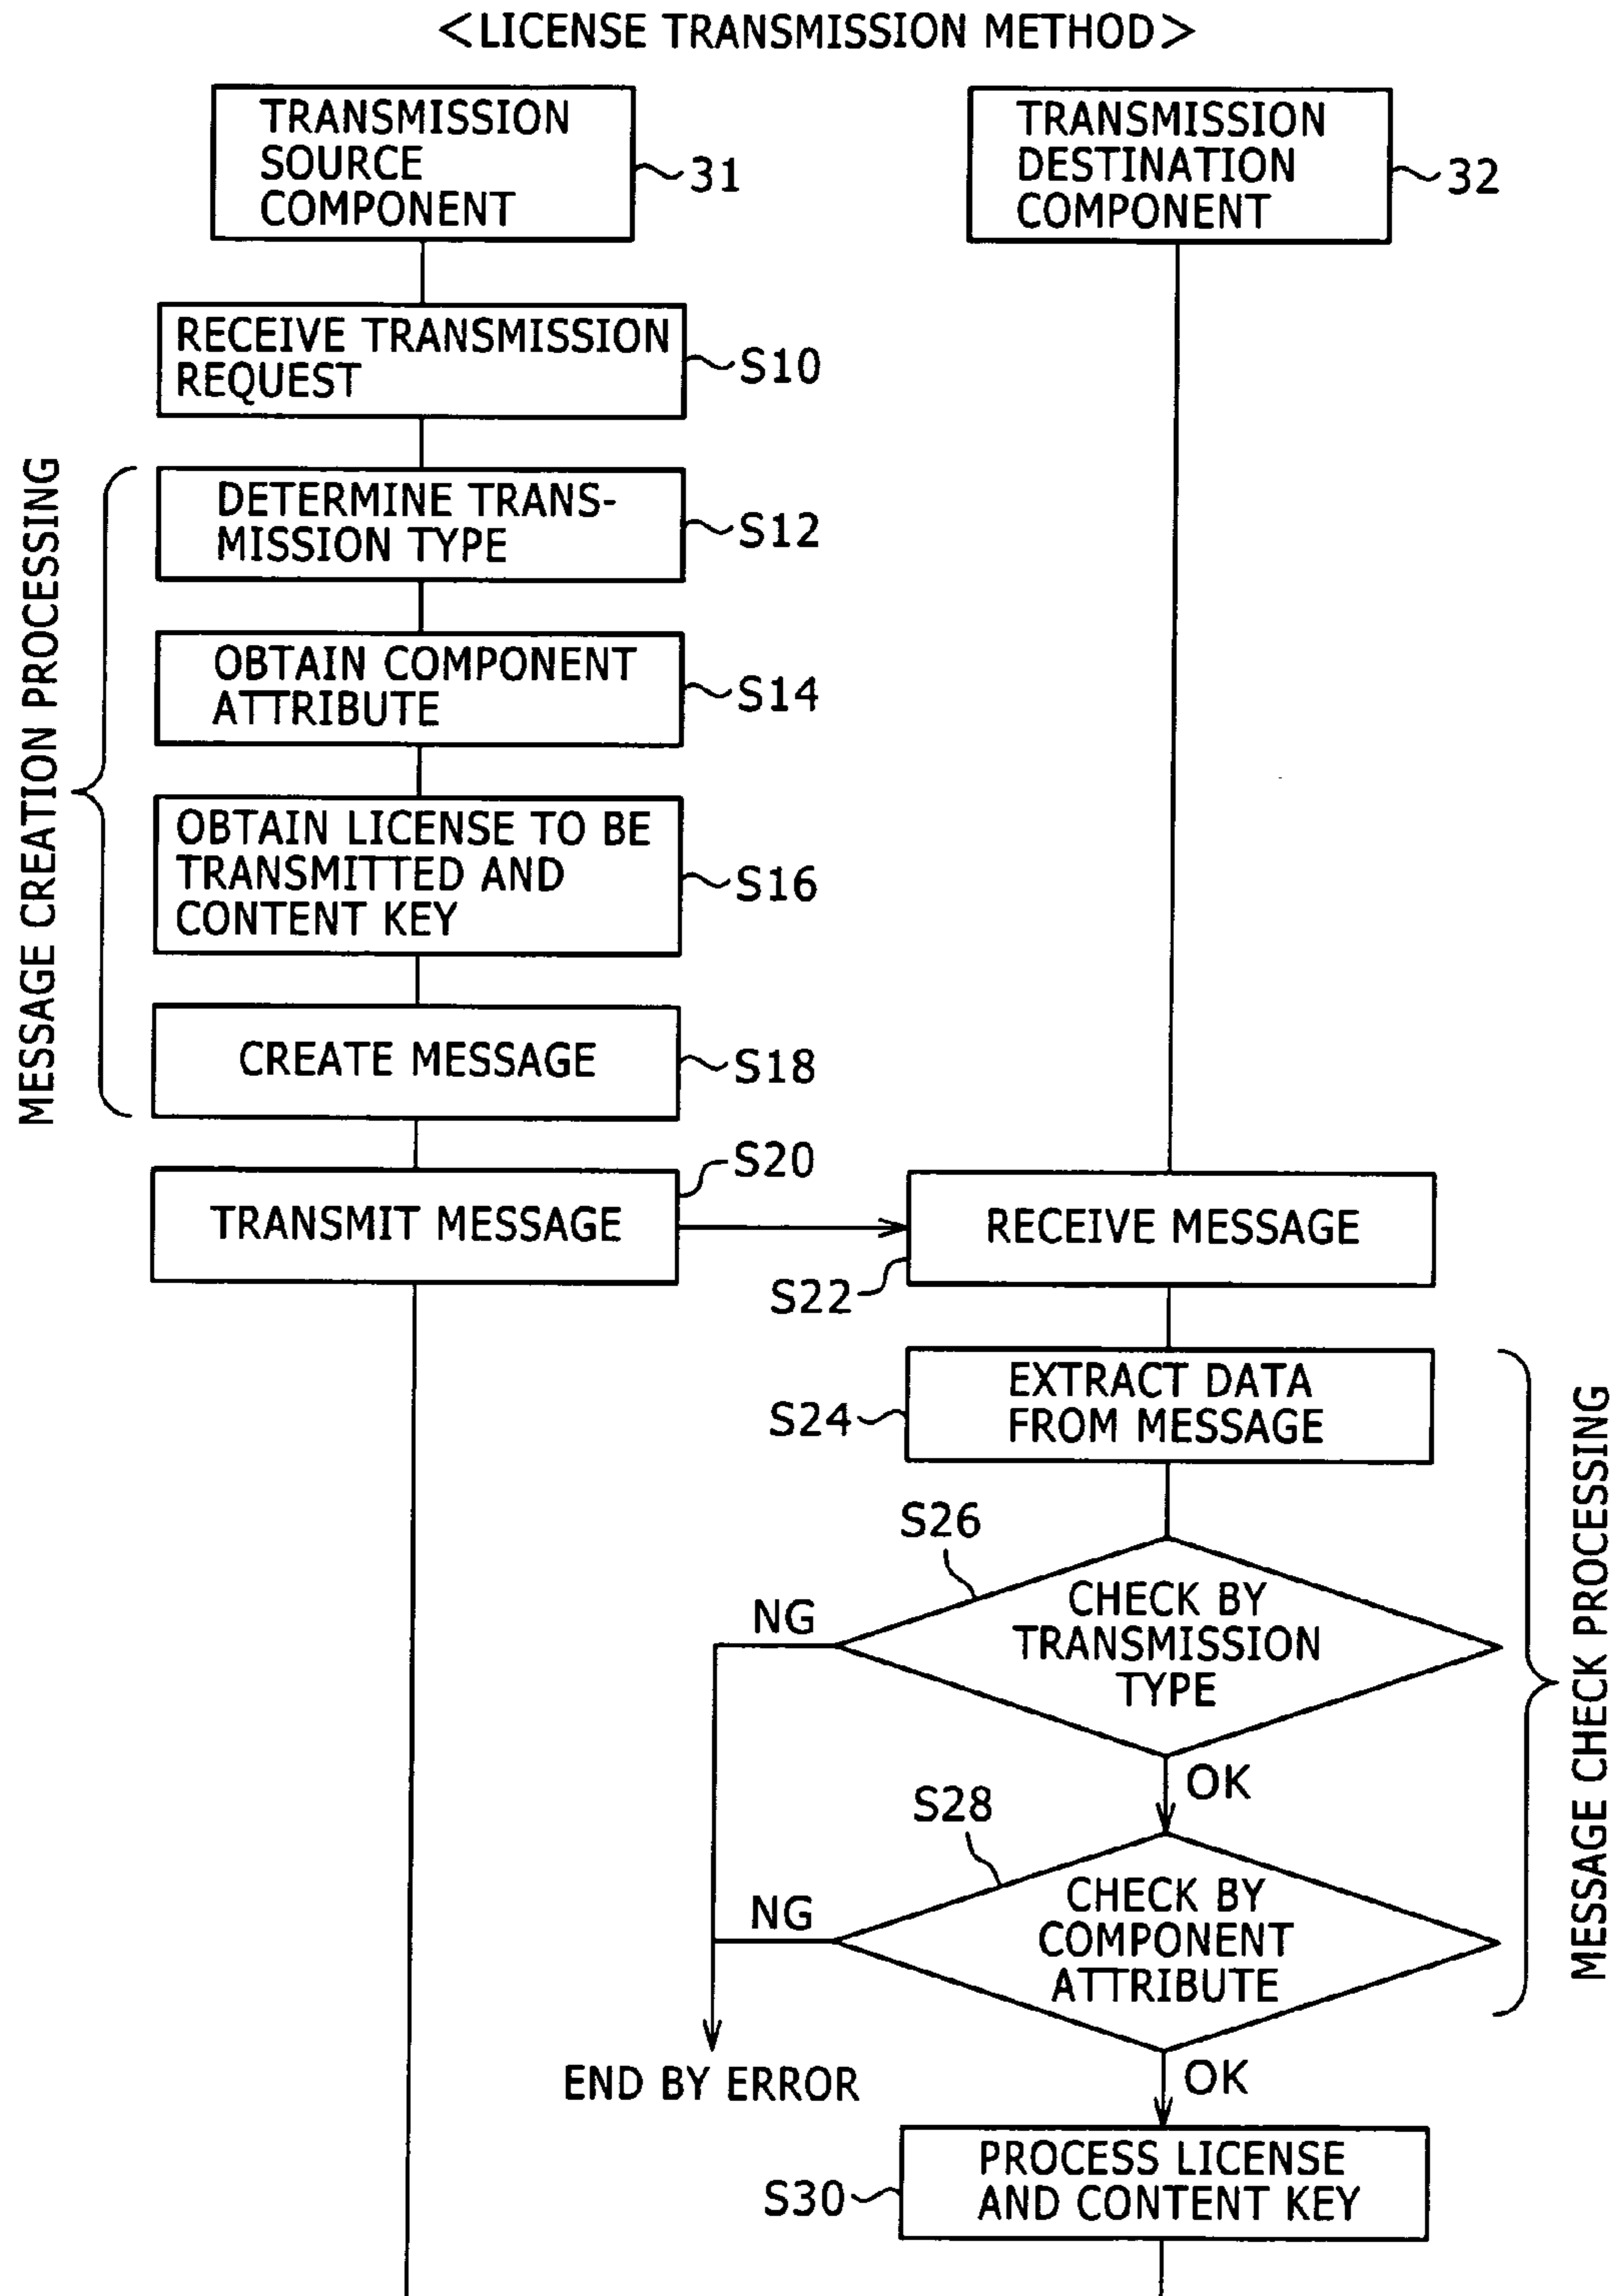 <LICENSE TRANSMISSION METHOD>
TRANSMISSION
SOURCE
COMPONENT
31
TRANSMISSION
DESTINATION
COMPONENT
32
RECEIVE TRANSMISSION
REQUEST
S10
MESSAGE CREATION PROCESSING
DETERMINE TRANS-
MISSION TYPE
S12
OBTAIN COMPONENT
ATTRIBUTE
S14
OBTAIN LICENSE TO BE
TRANSMITTED AND
CONTENT KEY
S16
CREATE MESSAGE
S18
TRANSMIT MESSAGE
S20
RECEIVE MESSAGE
S22
EXTRACT DATA
FROM MESSAGE
S24
MESSAGE CHECK PROCESSING
S26
CHECK BY
TRANSMISSION
TYPE
NG
OK
S28
CHECK BY
COMPONENT
ATTRIBUTE
NG
END BY ERROR
OK
PROCESS LICENSE
AND CONTENT KEY
S30